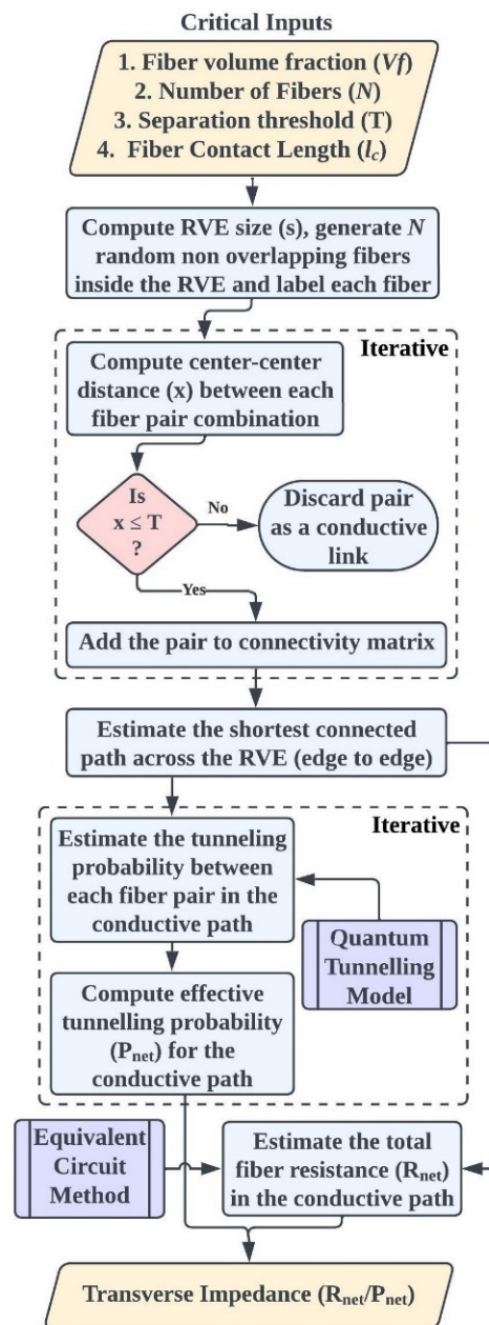 Critical Inputs
1. Fiber volume fraction (Vf)
2. Number of Fibers (N)
3. Separation threshold (T)
4. Fiber Contact Length (lc)
Compute RVE size (s), generate N
random non overlapping fibers
inside the RVE and label each fiber
Iterative
Compute center-center
distance (x) between each
fiber pair combination
Is
x ≤ T
?
No
Discard pair
as a conductive
link
Yes
Add the pair to connectivity matrix
Estimate the shortest connected
path across the RVE (edge to edge)
Iterative
Estimate the tunneling
probability between
each fiber pair in the
conductive path
Quantum
Tunnelling
Model
Compute effective
tunnelling probability
(Pnet) for the
conductive path
Equivalent
Circuit
Method
Estimate the total
fiber resistance (Rnet)
in the conductive path
Transverse Impedance (Rnet/Pnet)